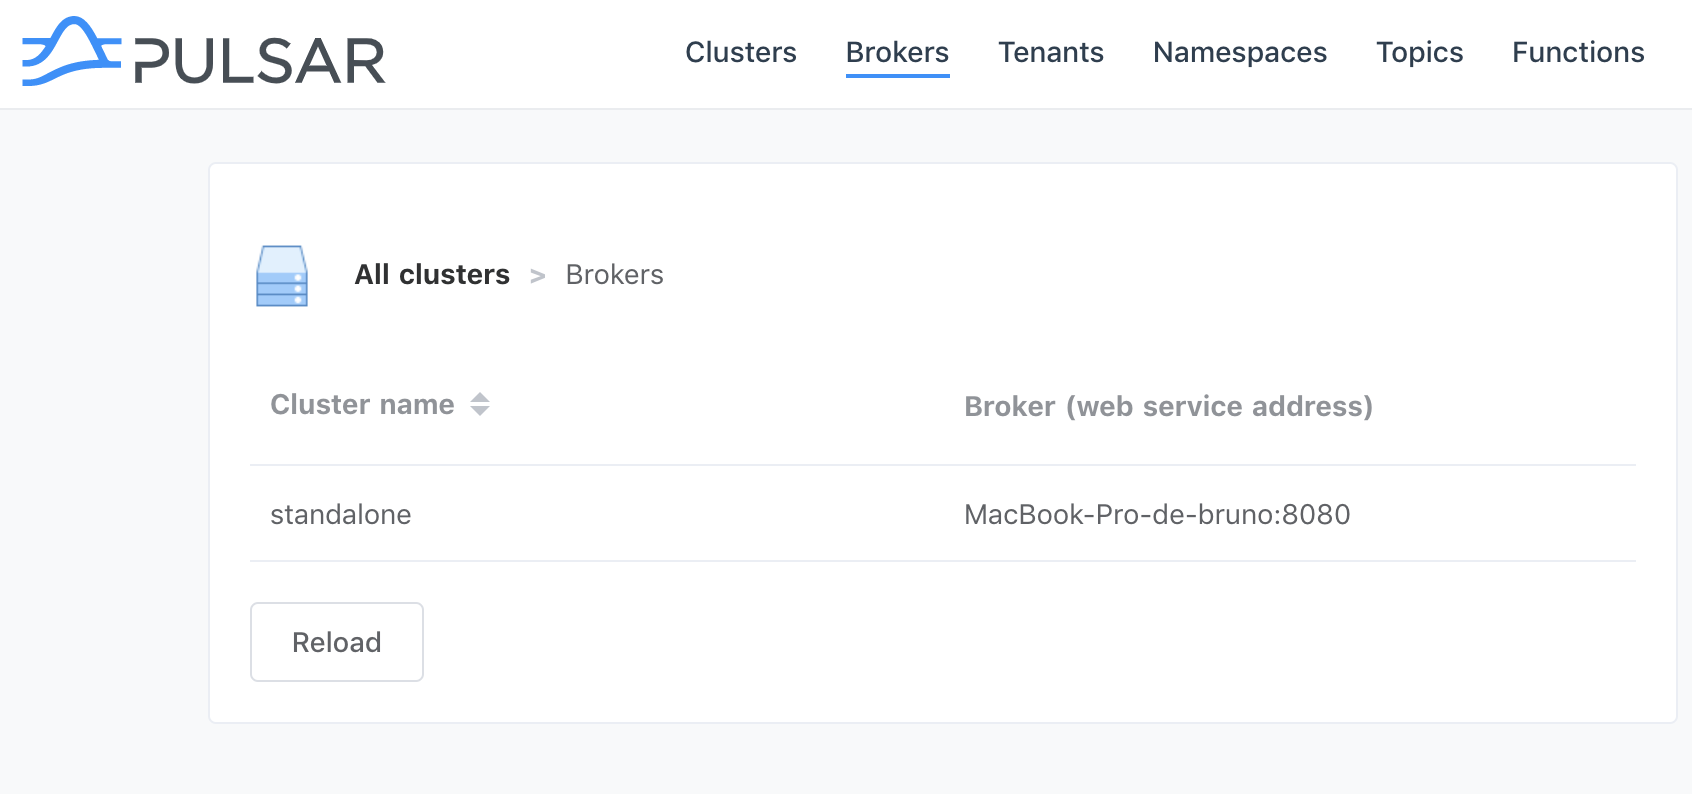 PULSAR
Clusters Brokers Tenants Namespaces Topics Functions
All clusters > Brokers
Cluster name Broker (web service address)
standalone MacBook-Pro-de-bruno:8080
Reload